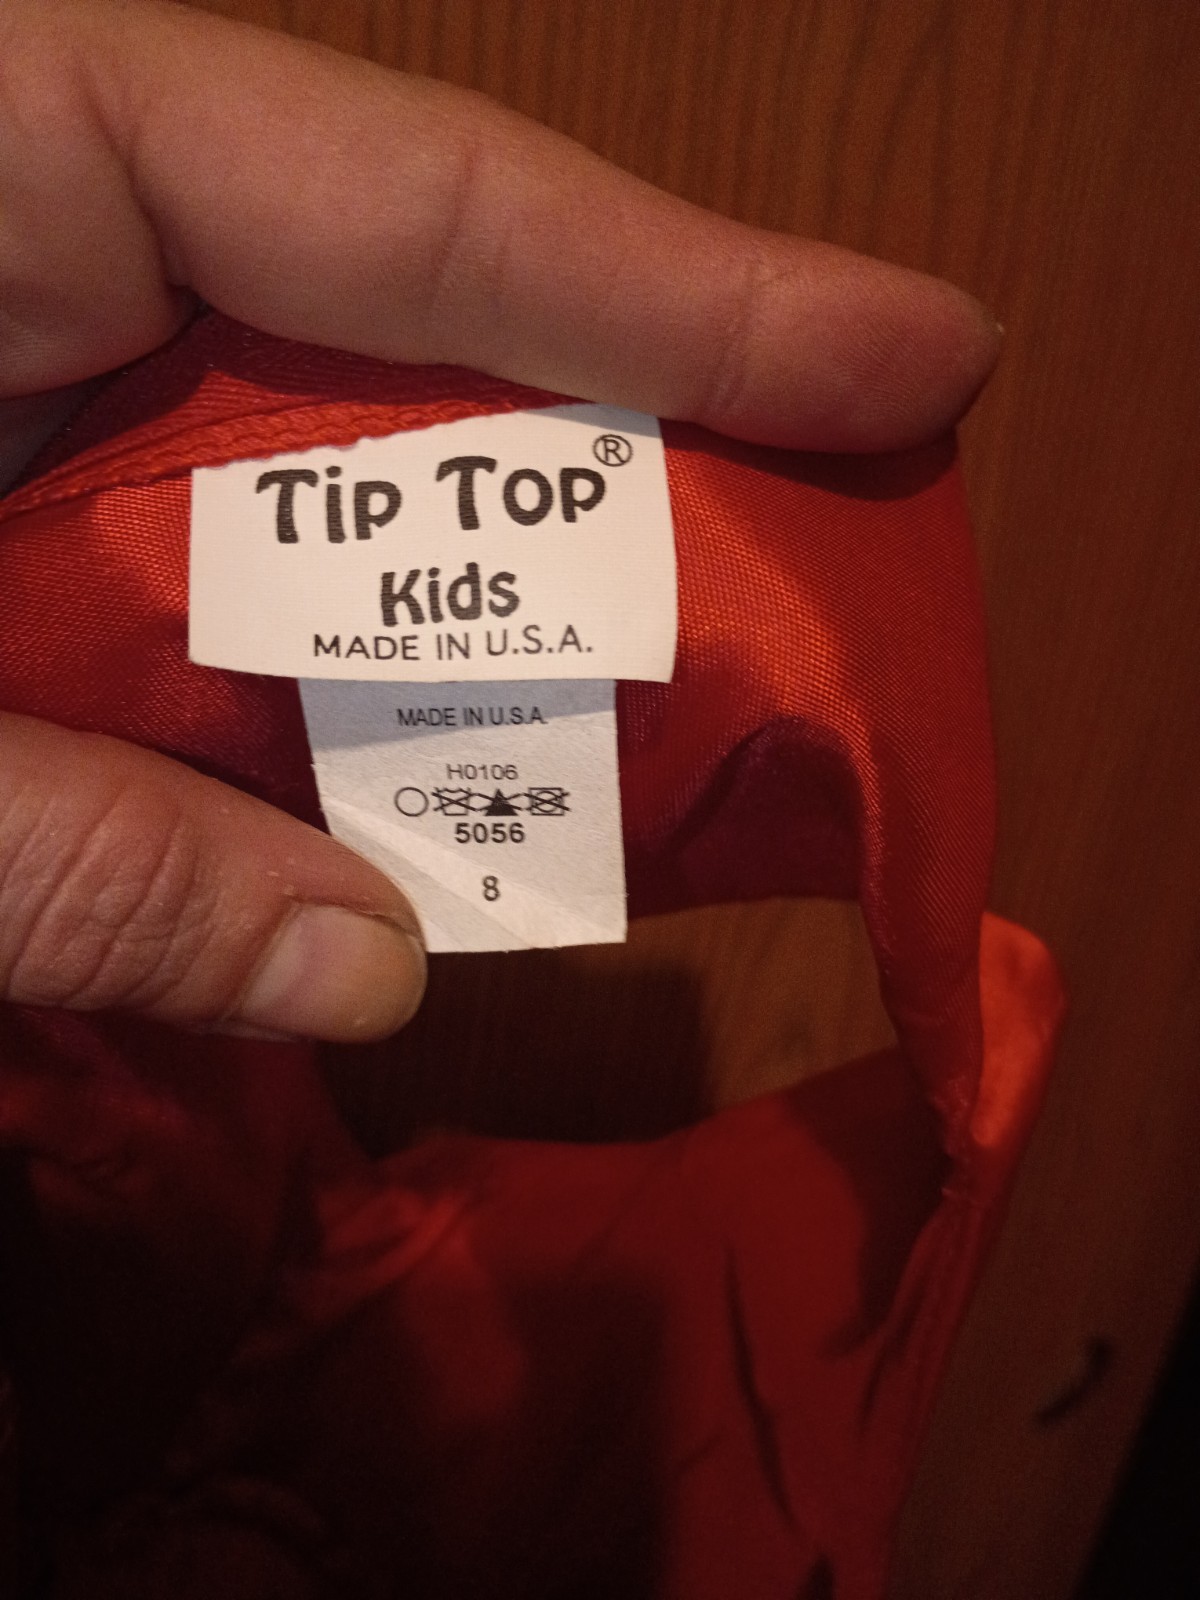 Tip Top®
Kids
MADE IN U.S.A.
MADE IN U.S.A.
H0106
5056
8